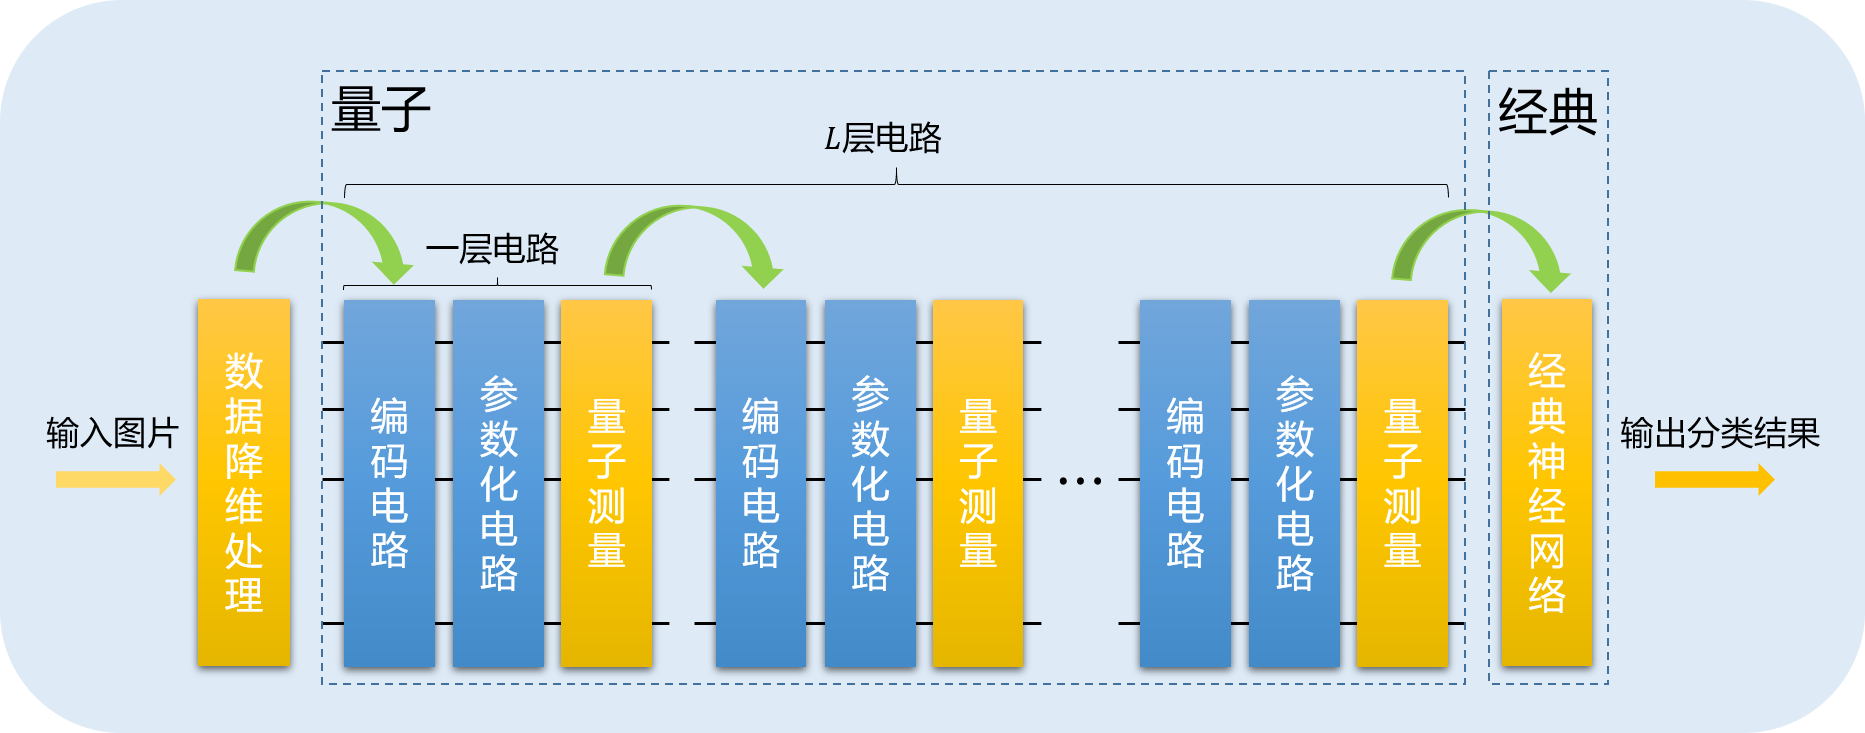 量子
经典
L层电路
一层电路
输入图片
数据降维处理
编码电路
参数化电路
量子测量
编码电路
参数化电路
量子测量
...
编码电路
参数化电路
量子测量
经典神经网络
输出分类结果